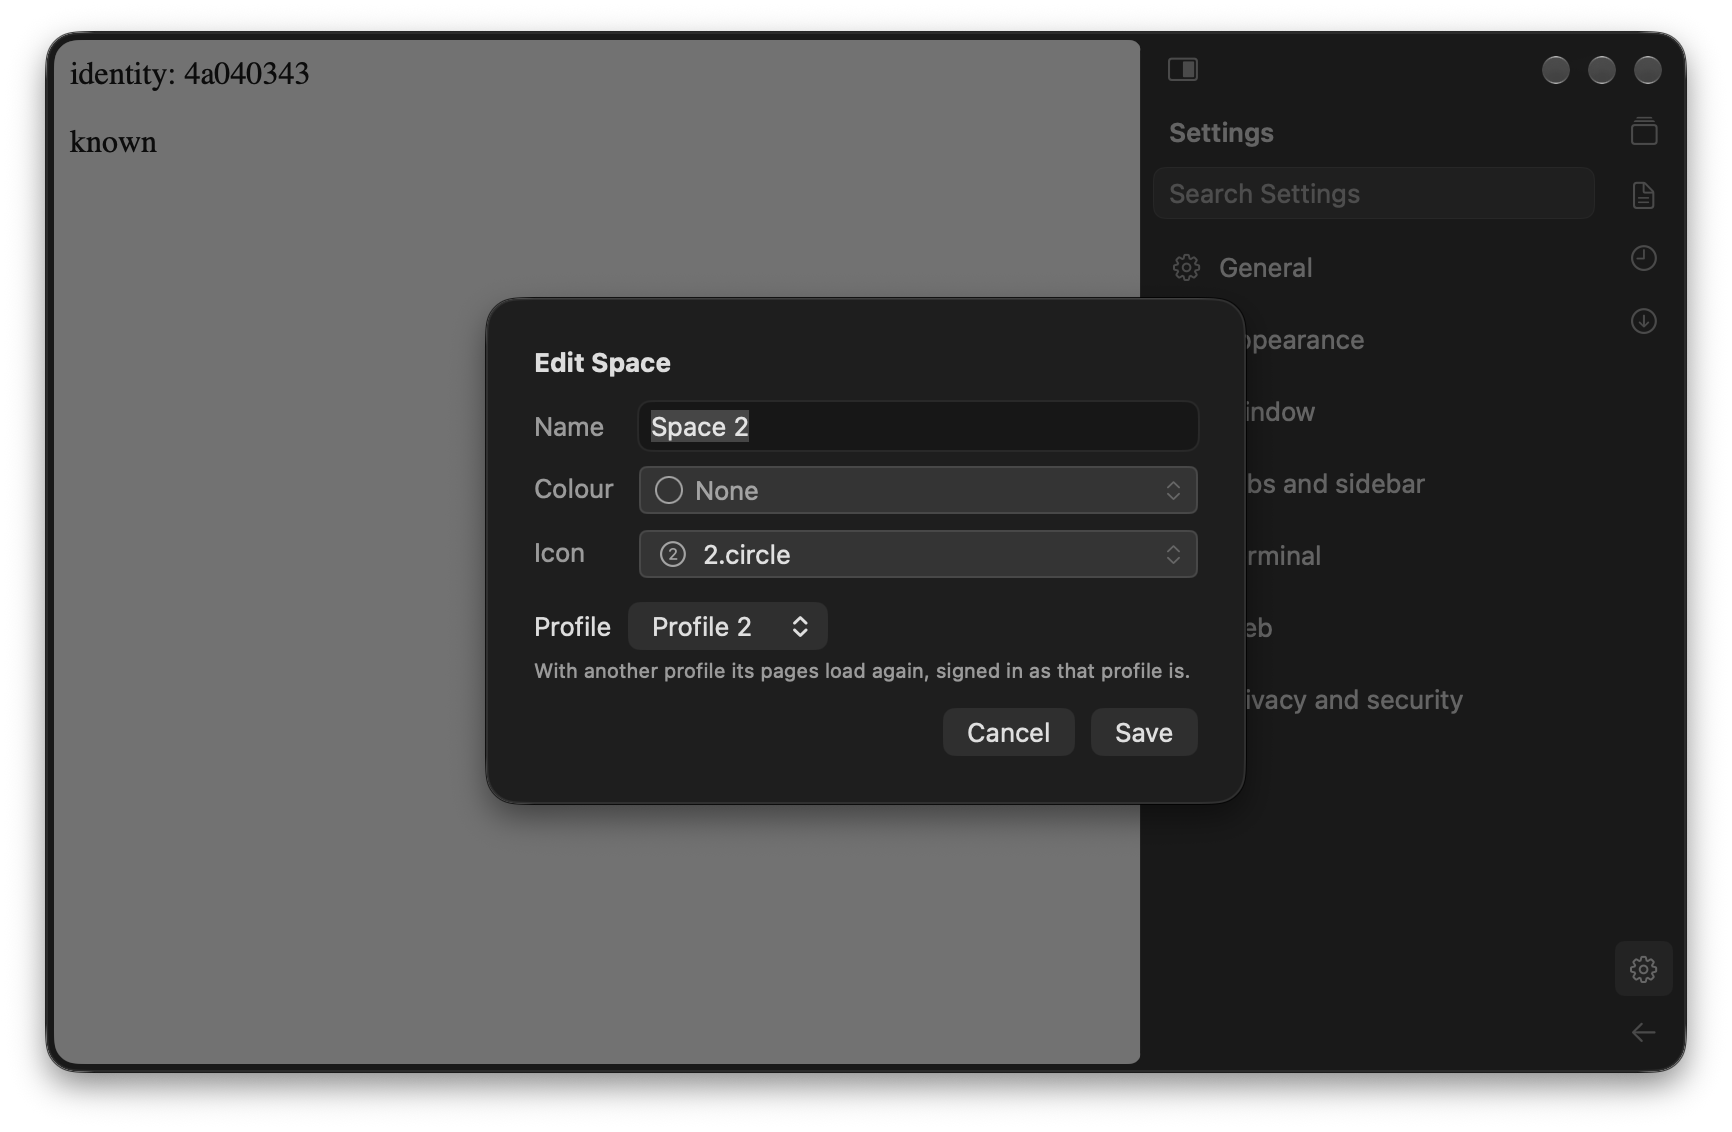 identity: 4a040343
known
Settings
Search Settings
General
ppearance
indow
bs and sidebar
rminal
eb
ivacy and security
Edit Space
Name
Space 2
Colour
None
Icon
2
2.circle
Profile
Profile 2
With another profile its pages load again, signed in as that profile is.
Cancel
Save